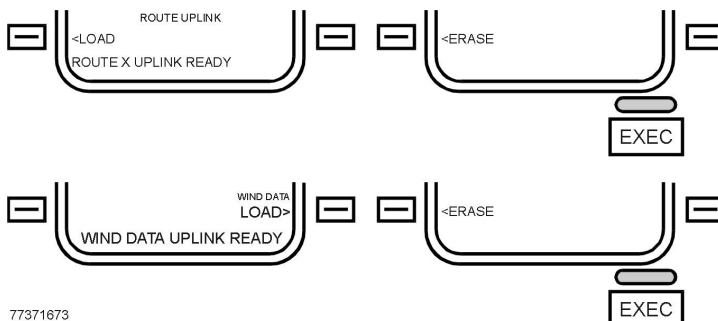 ROUTE UPLINK
<LOAD
ROUTE X UPLINK READY
<ERASE
EXEC
WIND DATA
LOAD>
WIND DATA UPLINK READY
<ERASE
EXEC
77371673